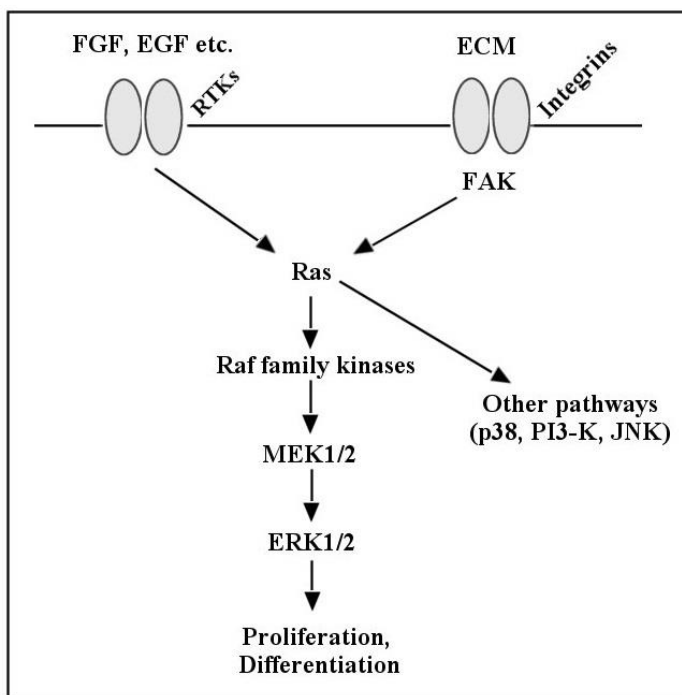 FGF, EGF etc.
RTKs
ECM
Integrins
FAK
Ras
Raf family kinases
Other pathways
(p38, PI3-K, JNK)
MEK1/2
ERK1/2
Proliferation,
Differentiation